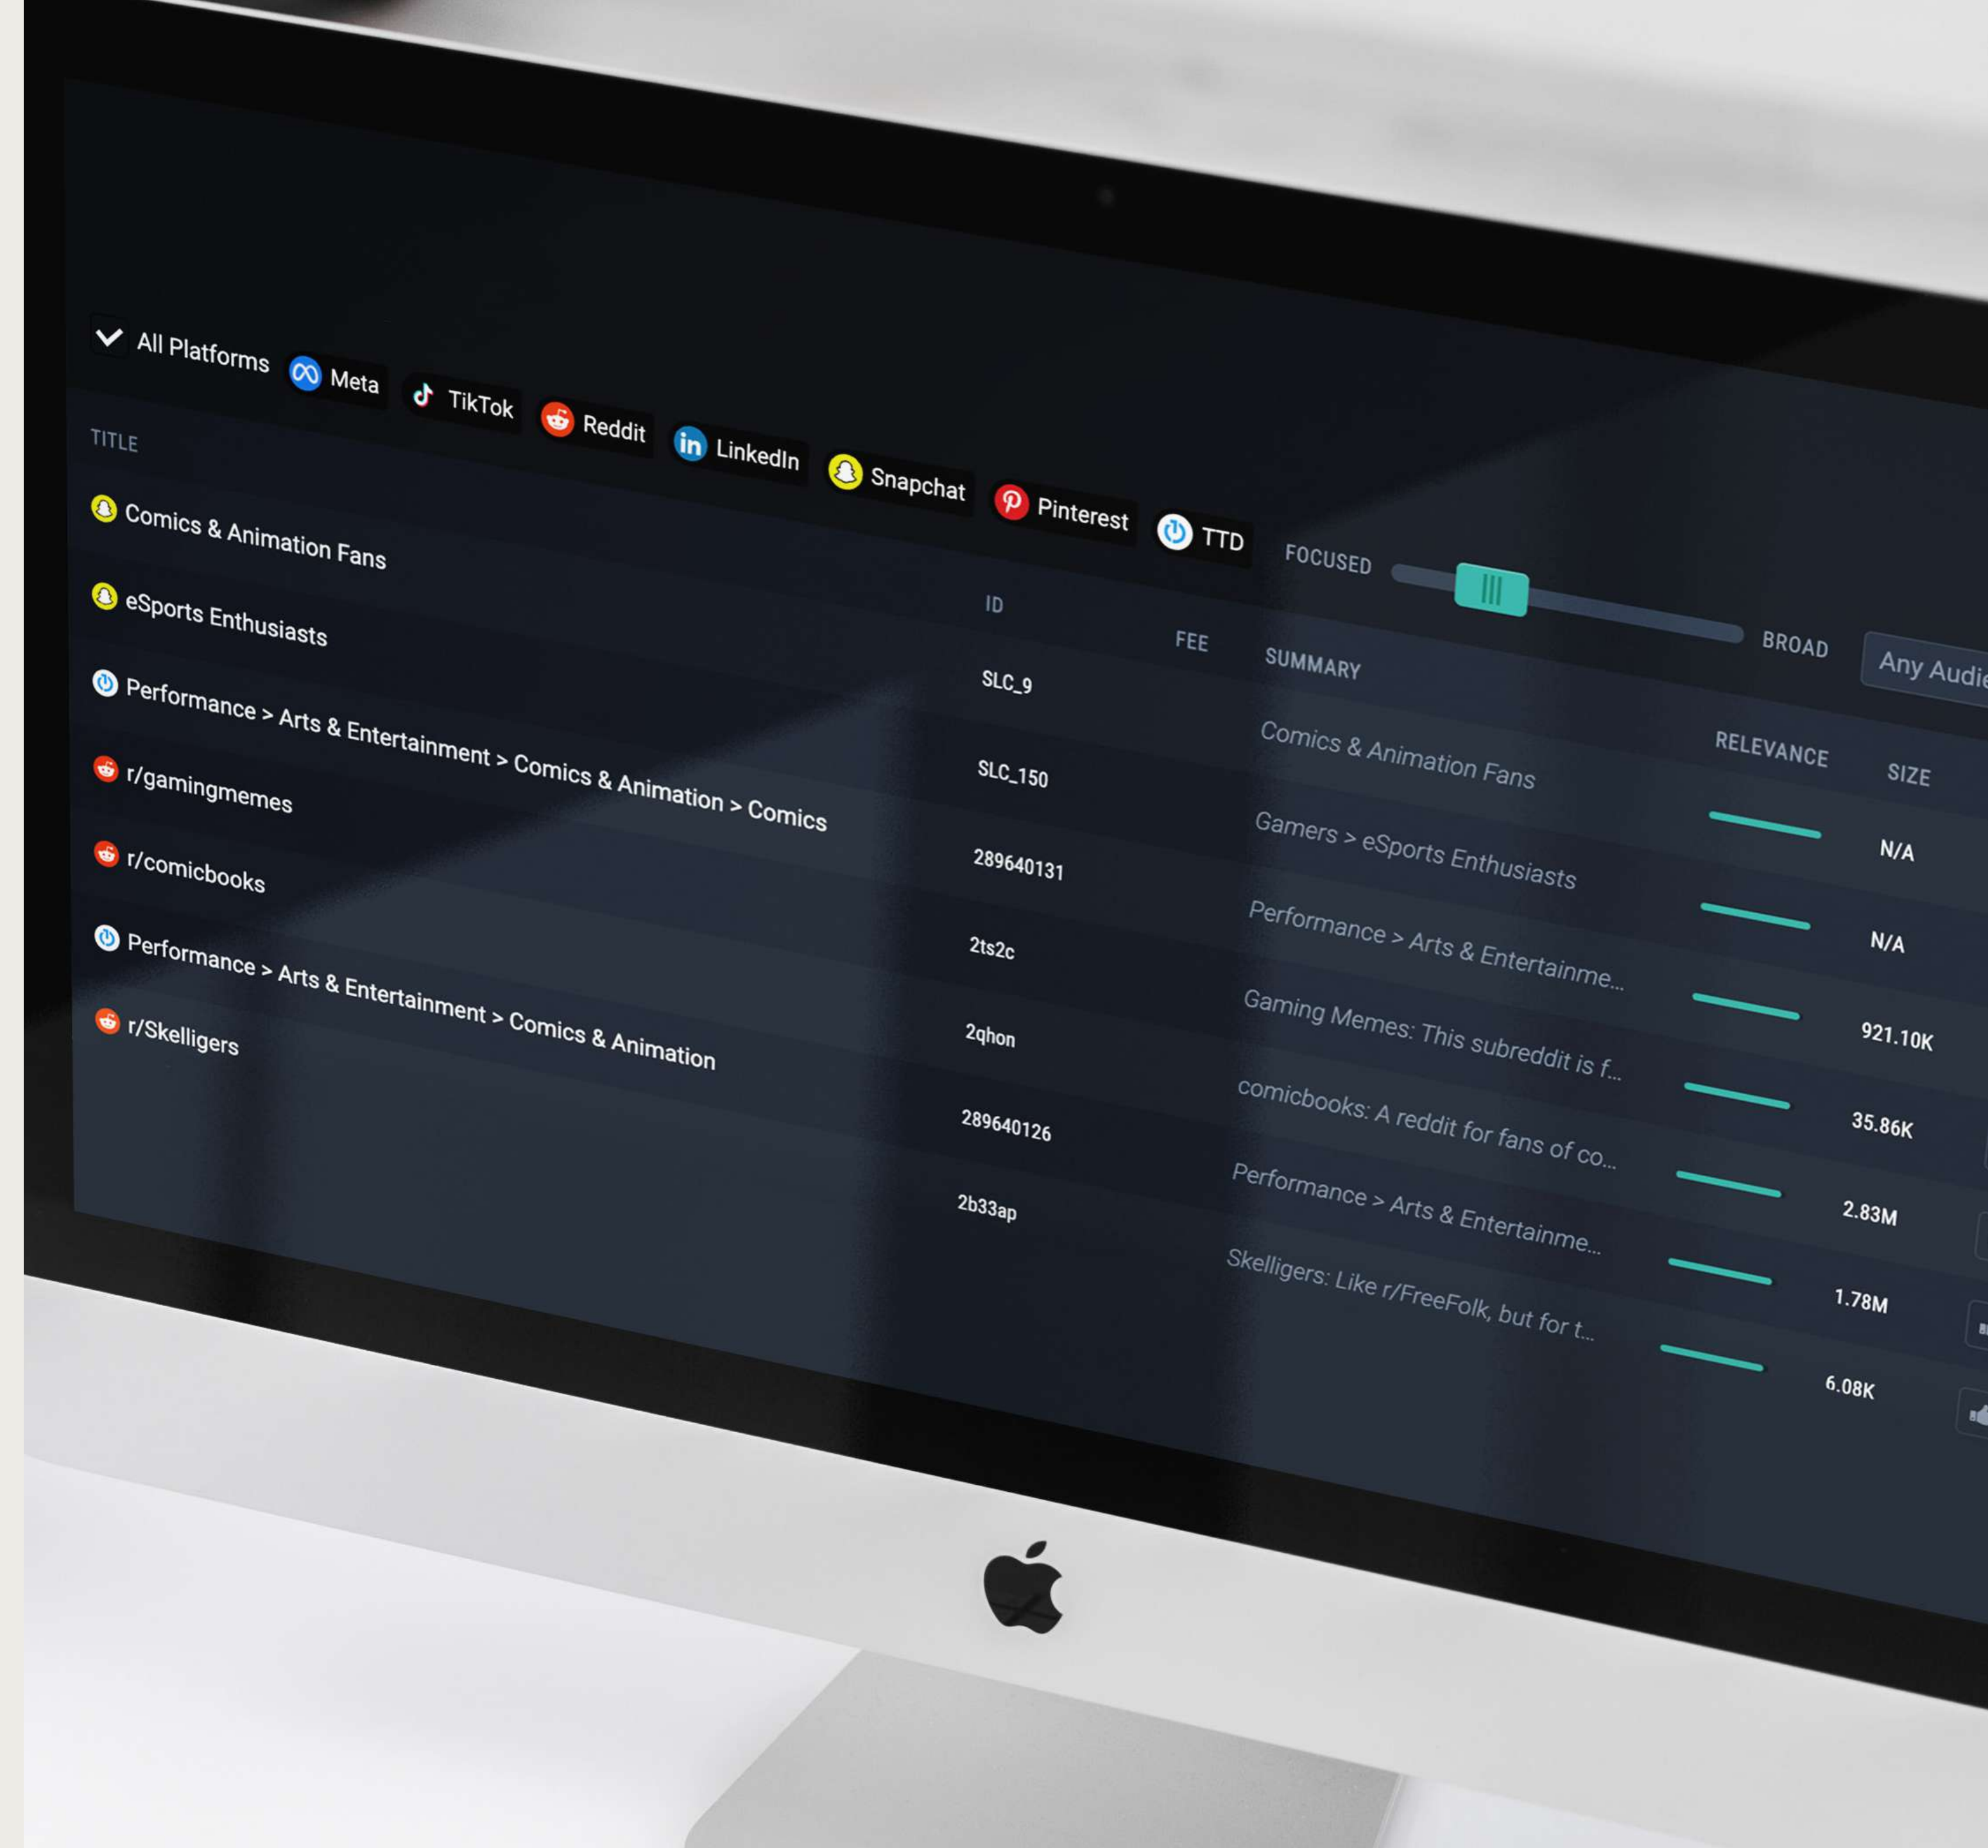 All Platforms Meta TikTok Reddit LinkedIn Snapchat Pinterest TTD FOCUSED BROAD Any Audie
TITLE ID FEE SUMMARY RELEVANCE SIZE
Comics & Animation Fans SLC_9 Comics & Animation Fans N/A
eSports Enthusiasts SLC_150 Gamers > eSports Enthusiasts N/A
Performance > Arts & Entertainment > Comics & Animation > Comics 289640131 Performance > Arts & Entertainme... 921.10K
r/gamingmemes 2ts2c Gaming Memes: This subreddit is f... 35.86K
r/comicbooks 2qhon comicbooks: A reddit for fans of co... 2.83M
Performance > Arts & Entertainment > Comics & Animation 289640126 Performance > Arts & Entertainme... 1.78M
r/Skelligers 2b33ap Skelligers: Like r/FreeFolk, but for t... 6.08K